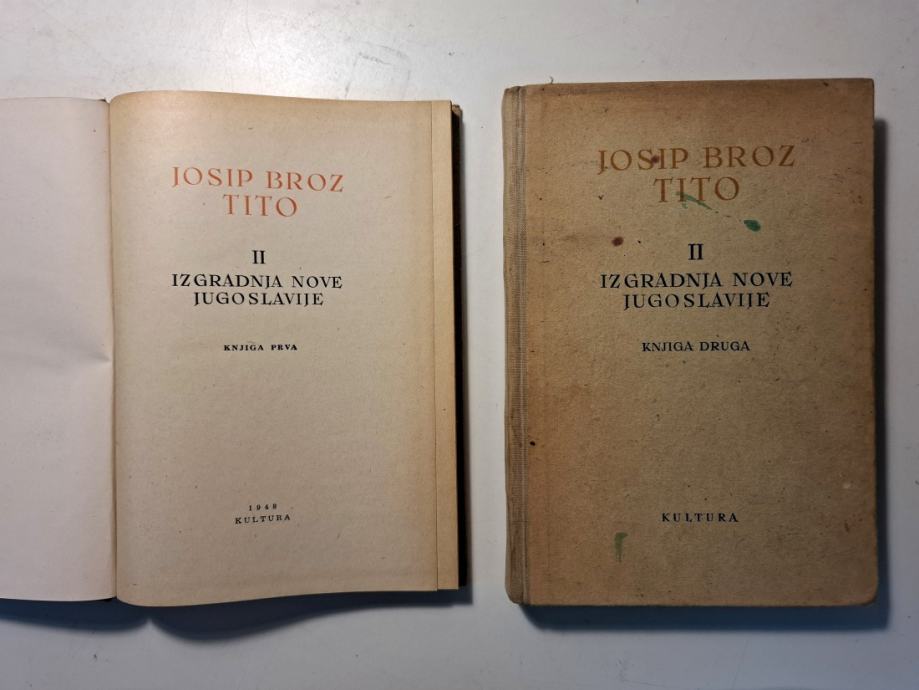 JOSIP BROZ
TITO
II
IZGRADNJA NOVE
JUGOSLAVIJE
KNJIGA PRVA
1948
KULTURA
JOSIP BROZ
TITO
II
IZGRADNJA NOVE
JUGOSLAVIJE
KNJIGA DRUGA
KULTURA